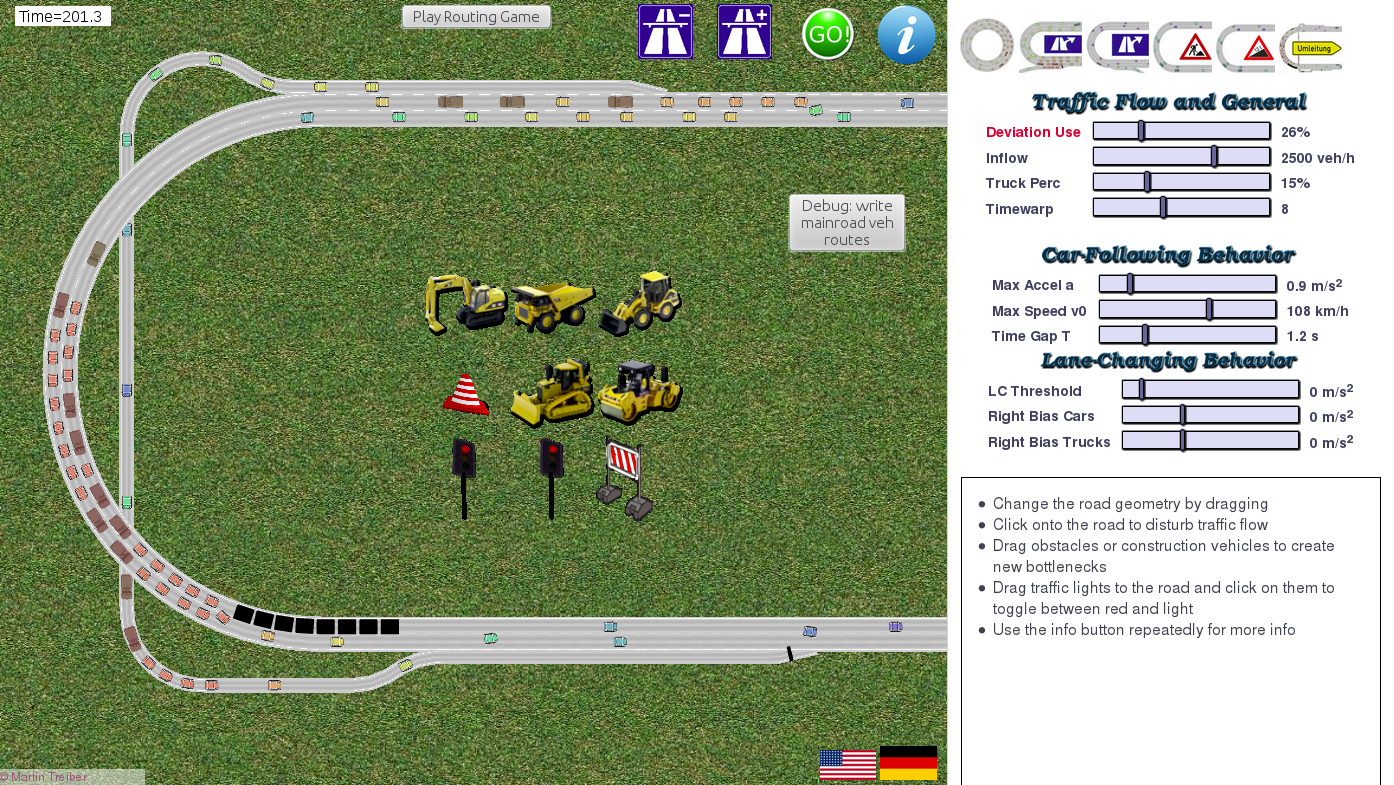 Time=201.3
Play Routing Game
−
+
GO!
i
Umleitung
Traffic Flow and General
Deviation Use 26%
Inflow 2500 veh/h
Truck Perc 15%
Timewarp 8
Debug: write
mainroad veh
routes
Car-Following Behavior
Max Accel a 0.9 m/s²
Max Speed v0 108 km/h
Time Gap T 1.2 s
Lane-Changing Behavior
LC Threshold 0 m/s²
Right Bias Cars 0 m/s²
Right Bias Trucks 0 m/s²
• Change the road geometry by dragging
• Click onto the road to disturb traffic flow
• Drag obstacles or construction vehicles to create
new bottlenecks
• Drag traffic lights to the road and click on them to
toggle between red and light
• Use the info button repeatedly for more info
© Martin Treiber